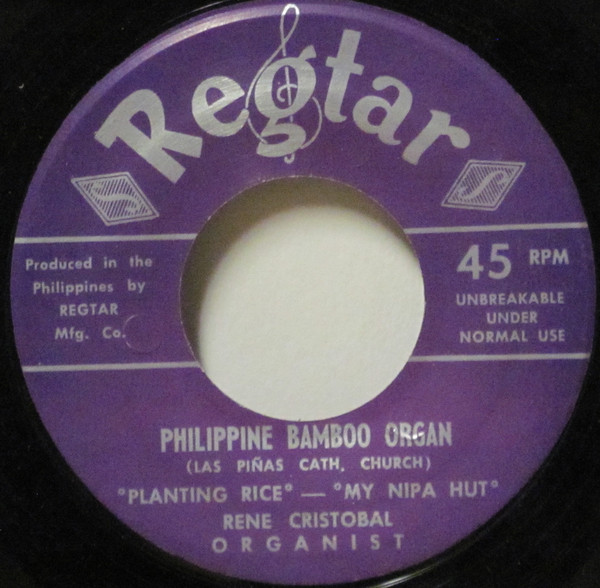 Regtar
Produced in the
Philippines by
REGTAR
Mfg. Co.
45 RPM
UNBREAKABLE
UNDER
NORMAL USE
PHILIPPINE BAMBOO ORGAN
(LAS PIÑAS CATH, CHURCH)
"PLANTING RICE" — "MY NIPA HUT"
RENE CRISTOBAL
ORGANIST